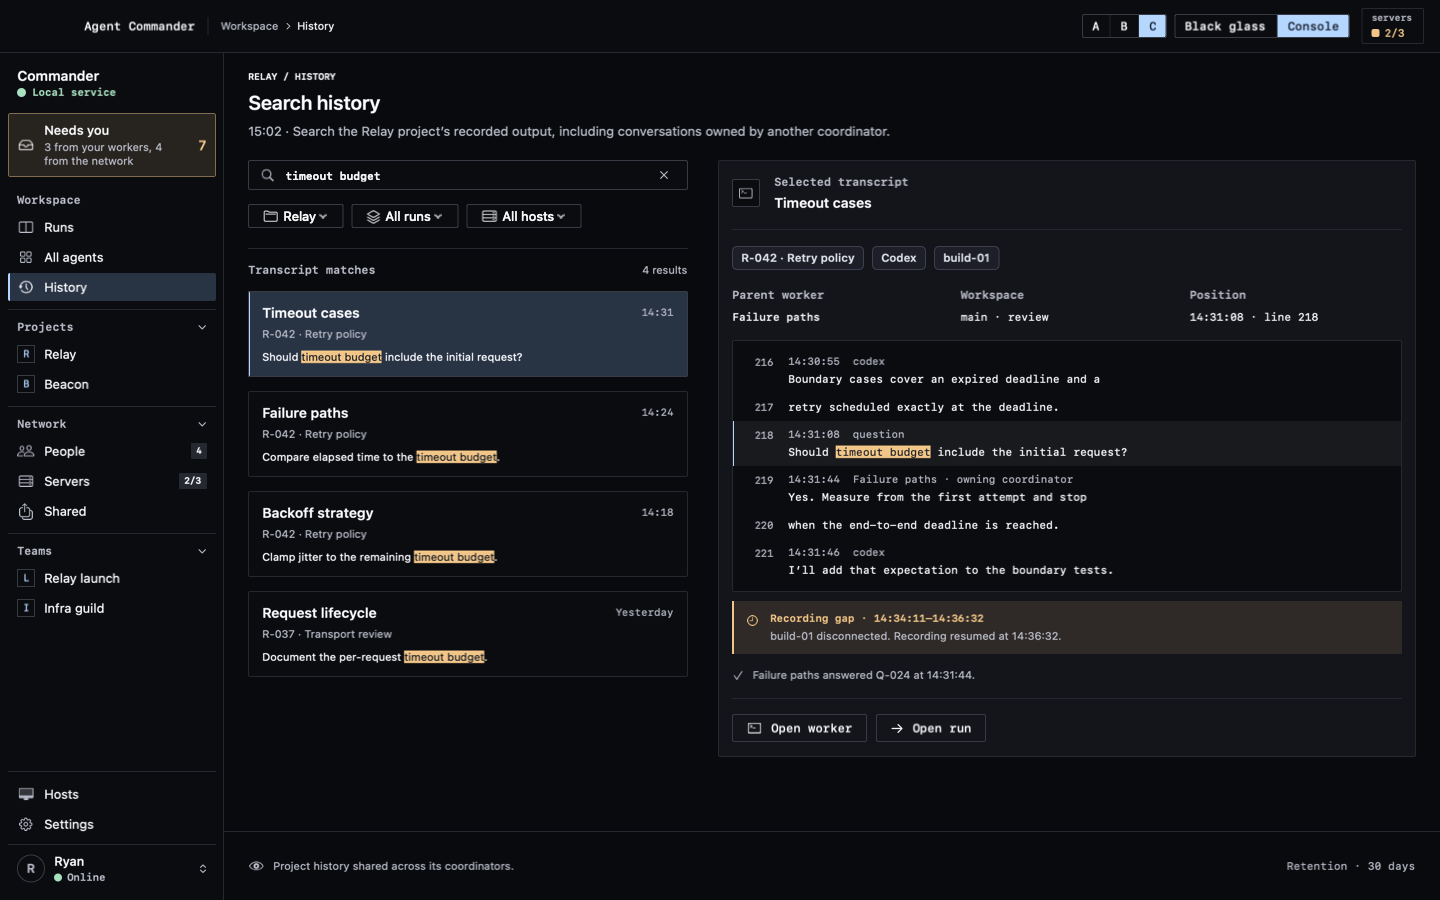 Agent Commander
Workspace > History
A B C
Black glass Console
servers
2/3
Commander
Local service
Needs you
3 from your workers, 4
from the network
7
Workspace
Runs
All agents
History
Projects
R Relay
B Beacon
Network
People 4
Servers 2/3
Shared
Teams
L Relay launch
I Infra guild
Hosts
Settings
R
Ryan
Online
RELAY / HISTORY
Search history
15:02 · Search the Relay project's recorded output, including conversations owned by another coordinator.
timeout budget
Relay
All runs
All hosts
Transcript matches 4 results
Timeout cases 14:31
R-042 · Retry policy
Should timeout budget include the initial request?
Failure paths 14:24
R-042 · Retry policy
Compare elapsed time to the timeout budget.
Backoff strategy 14:18
R-042 · Retry policy
Clamp jitter to the remaining timeout budget.
Request lifecycle Yesterday
R-037 · Transport review
Document the per-request timeout budget.
Selected transcript
Timeout cases
R-042 · Retry policy
Codex
build-01
Parent worker Workspace Position
Failure paths main · review 14:31:08 · line 218
216 14:30:55 codex
Boundary cases cover an expired deadline and a
217 retry scheduled exactly at the deadline.
218 14:31:08 question
Should timeout budget include the initial request?
219 14:31:44 Failure paths · owning coordinator
Yes. Measure from the first attempt and stop
220 when the end-to-end deadline is reached.
221 14:31:46 codex
I'll add that expectation to the boundary tests.
Recording gap · 14:34:11—14:36:32
build-01 disconnected. Recording resumed at 14:36:32.
Failure paths answered Q-024 at 14:31:44.
Open worker
Open run
Project history shared across its coordinators.
Retention · 30 days